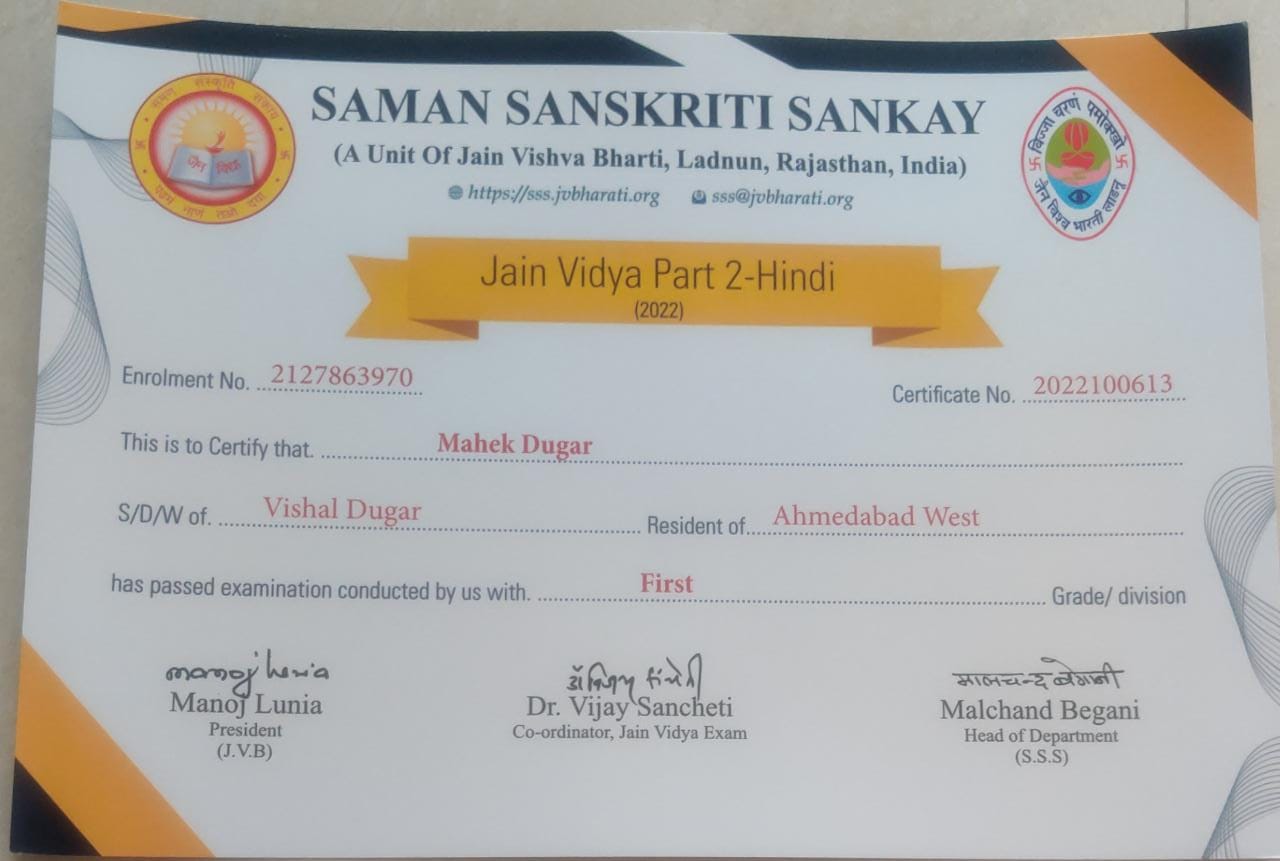 श्रमण संस्कृति संकाय
जैन विद्या
पढमं नाणं तओ दया
SAMAN SANSKRITI SANKAY
(A Unit Of Jain Vishva Bharti, Ladnun, Rajasthan, India)
https://sss.jvbharati.org sss@jvbharati.org
विज्जा चरणं पमोक्खो
जैन विश्व भारती लाडनूं
Jain Vidya Part 2-Hindi
(2022)
Enrolment No. 2127863970 Certificate No. 2022100613
This is to Certify that. Mahek Dugar
S/D/W of. Vishal Dugar Resident of. Ahmedabad West
has passed examination conducted by us with. First Grade/ division
manoj lunia
मालचन्द बेगानी
Manoj Lunia Dr. Vijay Sancheti Malchand Begani
President Co-ordinator, Jain Vidya Exam Head of Department
(J.V.B) (S.S.S)